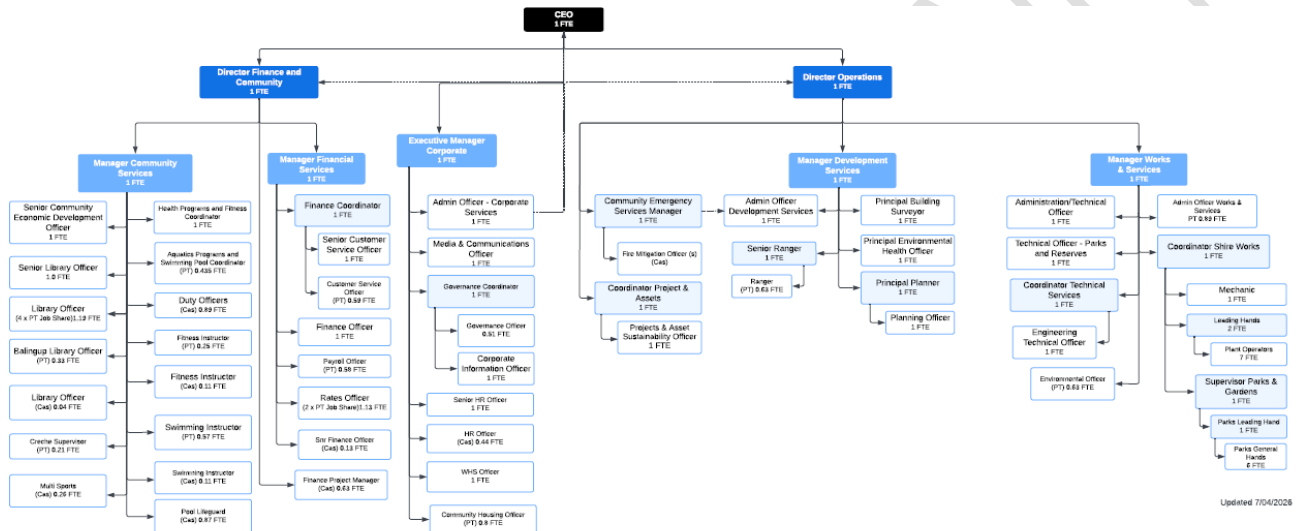 CEO
1 FTE
Director Finance and
Community
1 FTE
Director Operations
1 FTE
Executive Manager
Corporate
1 FTE
Manager Community
Services
1 FTE
Manager Financial
Services
1 FTE
Manager Development
Services
1 FTE
Manager Works
& Services
1 FTE
Senior Community
Economic Development
Officer
1 FTE
Senior Library Officer
1.0 FTE
Library Officer
(4 x PT Job Share)
Balingup Library Officer
(PT) 0.33 FTE
Library Officer
(Cas) 0.04 FTE
Creche Supervisor
(PT) 0.21 FTE
Multi Sports
(Cas) 0.26 FTE
Health Programs and Fitness
Coordinator
1 FTE
Aquatics Programs and
Swimming Pool Coordinator
(PT) 0.435 FTE
Duty Officers
(Cas) 0.89 FTE
Fitness Instructor
(PT) 0.25 FTE
Fitness Instructor
(Cas) 0.11 FTE
Swimming Instructor
(PT) 0.57 FTE
Swimming Instructor
(Cas) 0.11 FTE
Pool Lifeguard
(Cas) 0.87 FTE
Finance Coordinator
1 FTE
Senior Customer
Service Officer
1 FTE
Customer Service
Officer
(PT) 0.59 FTE
Finance Officer
1 FTE
Payroll Officer
(PT) 0.58 FTE
Rates Officer
(2 x PT Job Share)1.13 FTE
Snr Finance Officer
(Cas) 0.13 FTE
Finance Project Manager
(Cas) 0.63 FTE
Admin Officer - Corporate
Services
1 FTE
Media & Communications
Officer
1 FTE
Governance Coordinator
1 FTE
Governance Officer
0.51 FTE
Corporate
Information Officer
1 FTE
Senior HR Officer
1 FTE
HR Officer
(Cas) 0.44 FTE
WHS Officer
1 FTE
Community Housing Officer
(PT) 0.8 FTE
Community Emergency
Services Manager
1 FTE
Fire Mitigation Officer (s)
(Cas)
Coordinator Project &
Assets
1 FTE
Projects & Asset
Sustainability Officer
1 FTE
Admin Officer
Development Services
1 FTE
Senior Ranger
1 FTE
Ranger
(PT) 0.63 FTE
Principal Building
Surveyor
1 FTE
Principal Environmental
Health Officer
1 FTE
Principal Planner
1 FTE
Planning Officer
1 FTE
Administration/Technical
Officer
1 FTE
Technical Officer - Parks
and Reserves
1 FTE
Coordinator Technical
Services
1 FTE
Engineering
Technical Officer
1 FTE
Environmental Officer
(PT) 0.63 FTE
Admin Officer Works &
Services
PT 0.89 FTE
Coordinator Shire Works
1 FTE
Mechanic
1 FTE
Leading Hands
2 FTE
Plant Operators
7 FTE
Supervisor Parks &
Gardens
1 FTE
Parks Leading Hand
1 FTE
Parks General
Hands
6 FTE
Updated 7/04/2026